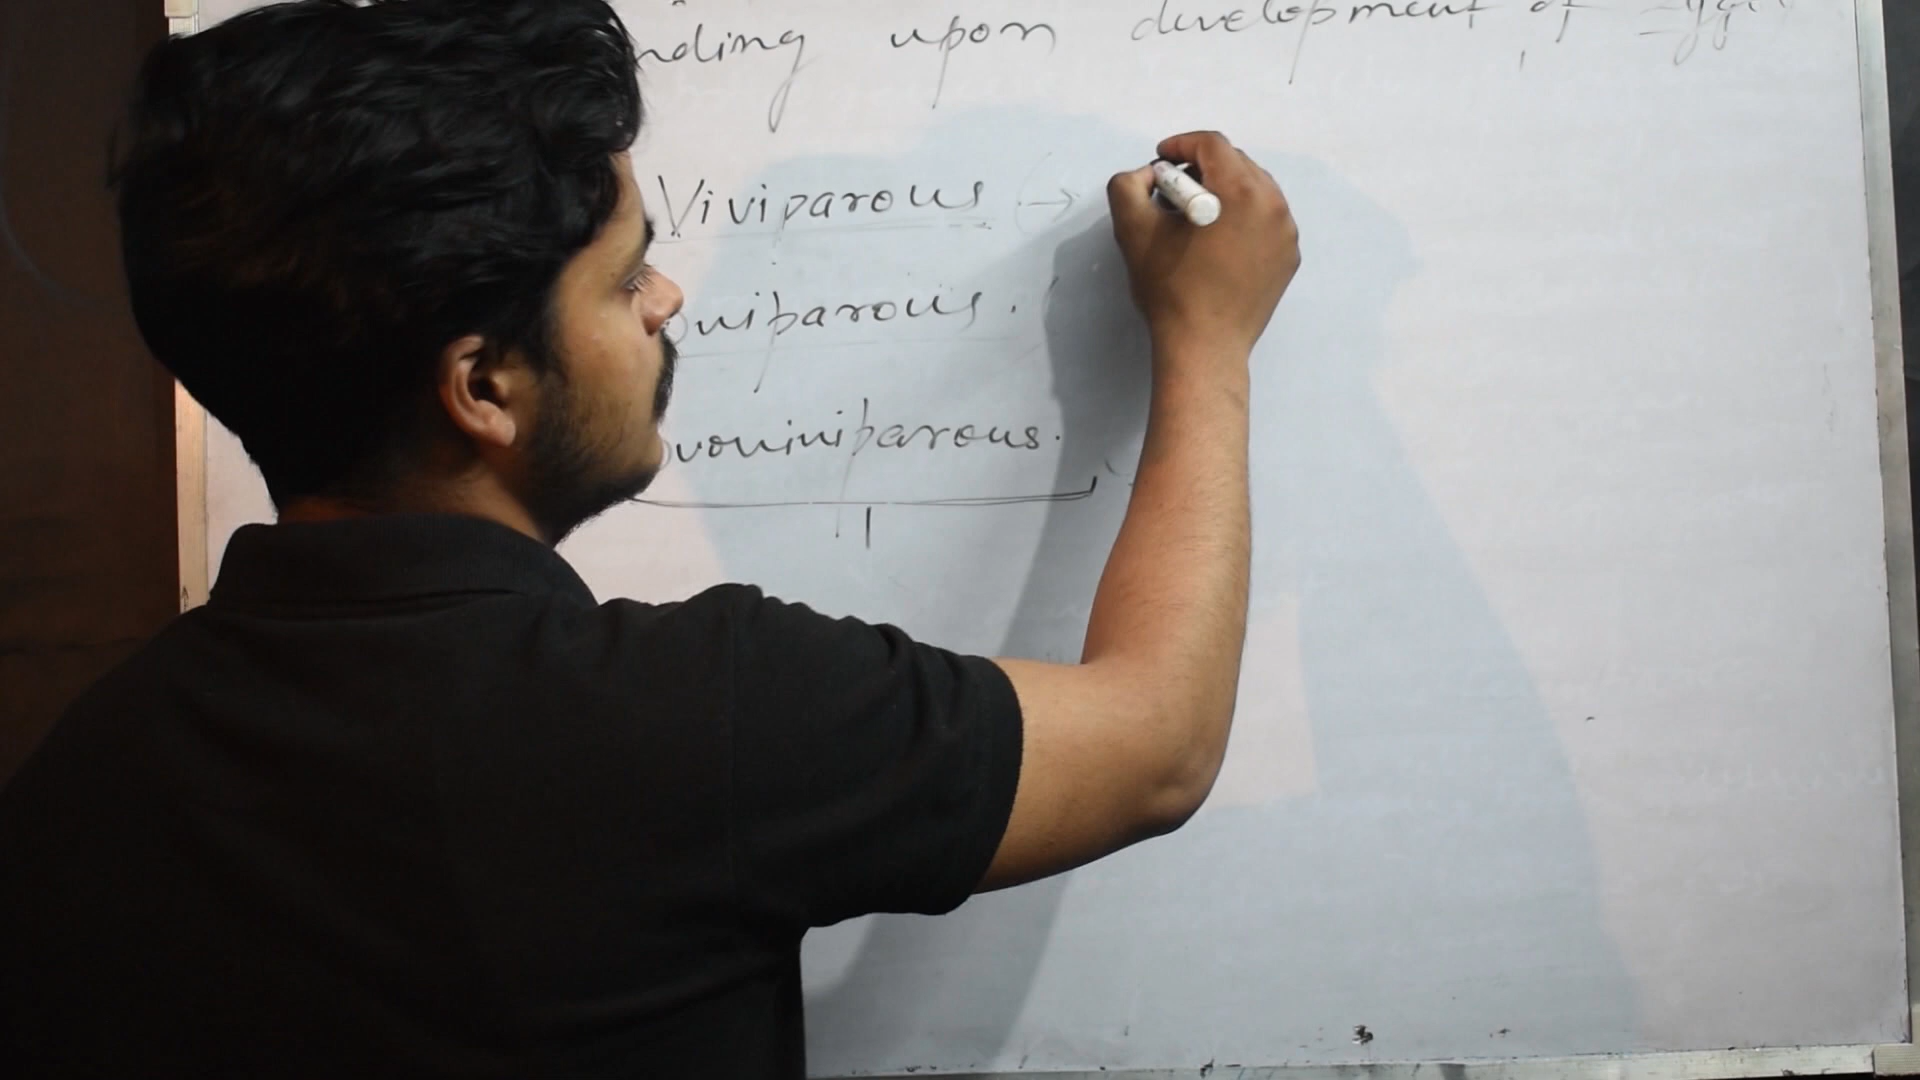 nding upon development of
Viviparous →
oviparous.
ovoviviparous.